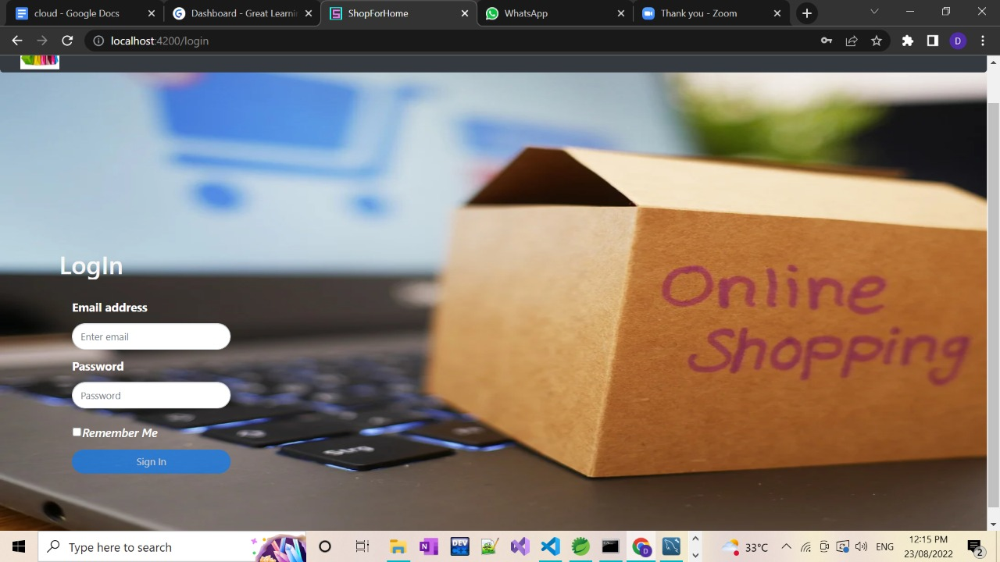 cloud - Google Docs
Dashboard - Great Learnin
ShopForHome
WhatsApp
Thank you - Zoom
localhost:4200/login
D
Online
Shopping
LogIn
Email address
Enter email
Password
Password
Remember Me
Sign In
Strg
Type here to search
DEV
33°C
ENG
12:15 PM
23/08/2022
2